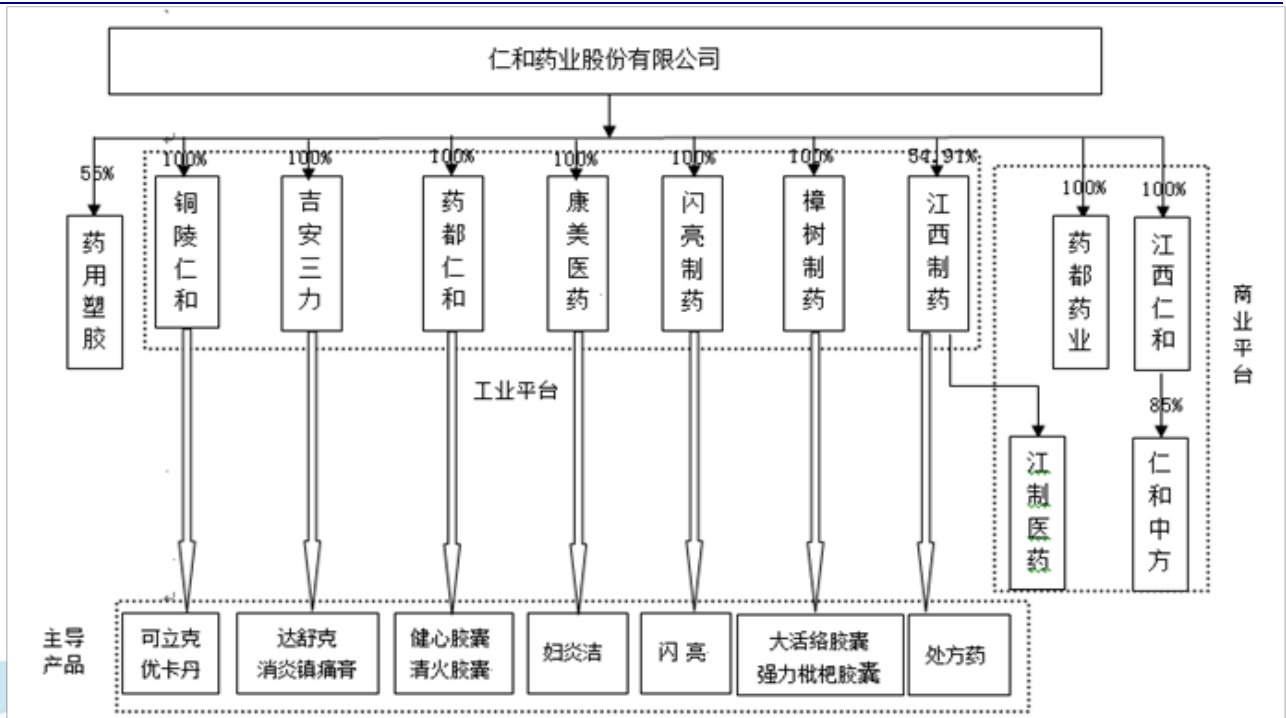 仁和药业股份有限公司
55%
100%
100%
100%
100%
100%
100%
54.91%
100%
100%
药用塑胶
铜陵仁和
吉安三力
药都仁和
康美医药
闪亮制药
樟树制药
江西制药
药都药业
江西仁和
商业平台
工业平台
85%
江制医药
仁和中方
主导
产品
可立克
优卡丹
达舒克
消炎镇痛膏
健心胶囊
清火胶囊
妇炎洁
闪 亮
大活络胶囊
强力枇杷胶囊
处方药